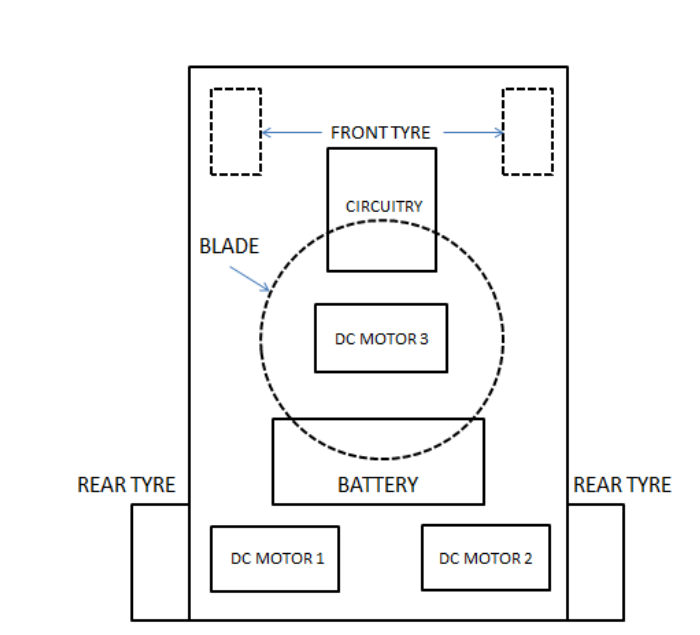 FRONT TYRE
CIRCUITRY
BLADE
DC MOTOR 3
REAR TYRE
BATTERY
REAR TYRE
DC MOTOR 1
DC MOTOR 2